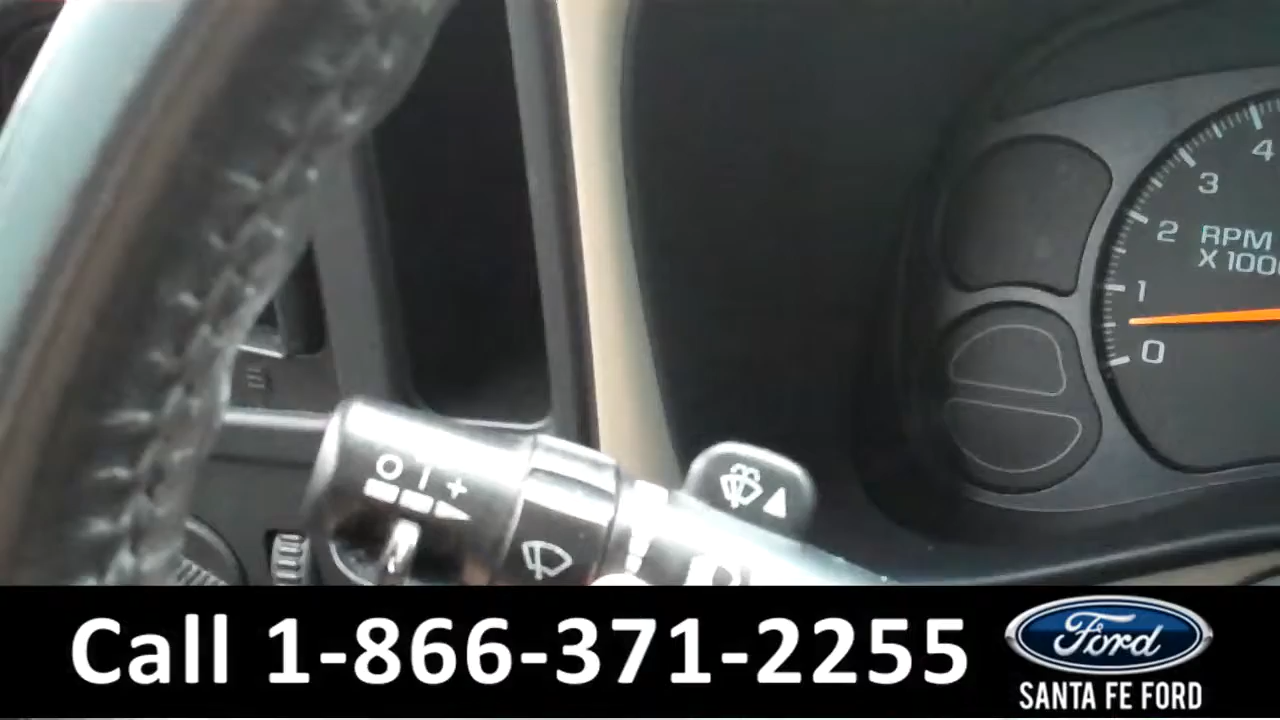 4
3
2 RPM
X 100
1
0
O I +
Call 1-866-371-2255
Ford
SANTA FE FORD